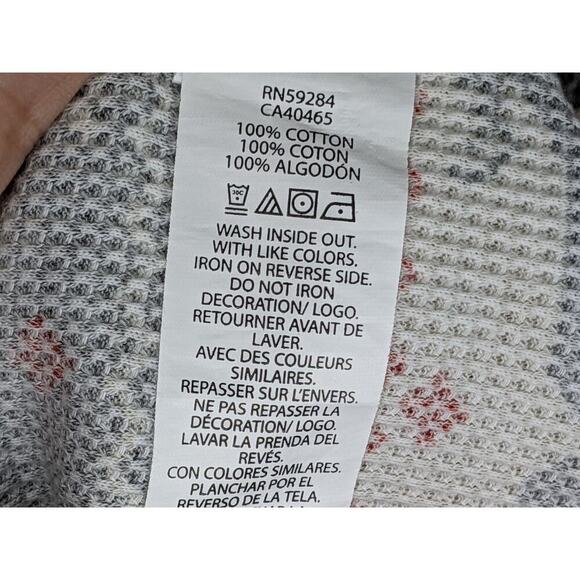 RN59284
CA40465
100% COTTON
100% COTON
100% ALGODÓN
30C
WASH INSIDE OUT.
WITH LIKE COLORS.
IRON ON REVERSE SIDE.
DO NOT IRON
DECORATION/ LOGO.
RETOURNER AVANT DE
LAVER.
AVEC DES COULEURS
SIMILAIRES.
REPASSER SUR L'ENVERS.
NE PAS REPASSER LA
DÉCORATION/ LOGO.
LAVAR LA PRENDA DEL
REVÉS.
CON COLORES SIMILARES.
PLANCHAR POR EL
REVERSO DE LA TELA.